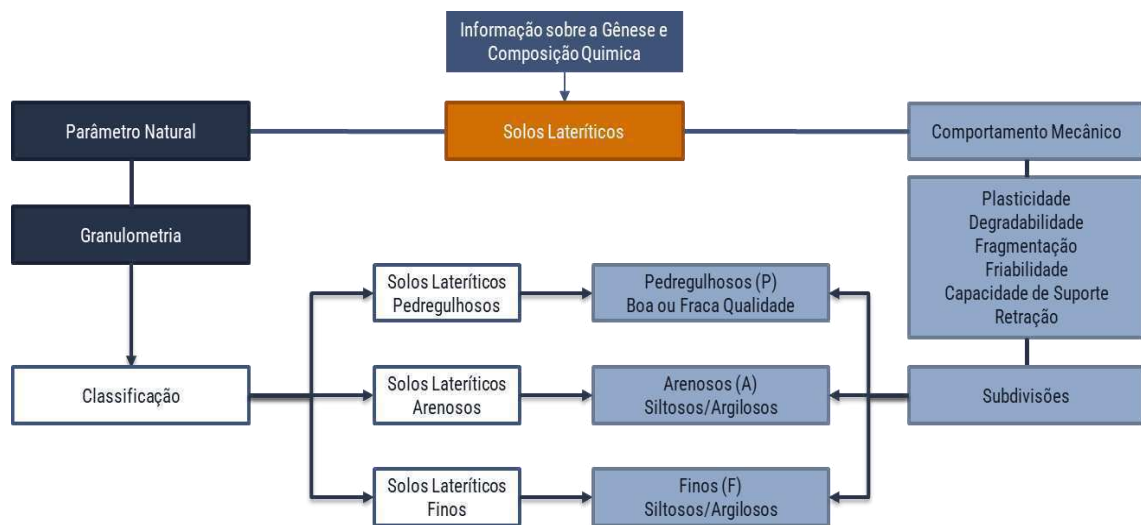 Informação sobre a Gênese e
Composição Quimica
Parâmetro Natural
Solos Lateríticos
Comportamento Mecânico
Granulometria
Plasticidade
Degradabilidade
Fragmentação
Friabilidade
Capacidade de Suporte
Retração
Solos Lateríticos
Pedregulhosos
Pedregulhosos (P)
Boa ou Fraca Qualidade
Classificação
Solos Lateríticos
Arenosos
Arenosos (A)
Siltosos/Argilosos
Subdivisões
Solos Lateríticos
Finos
Finos (F)
Siltosos/Argilosos